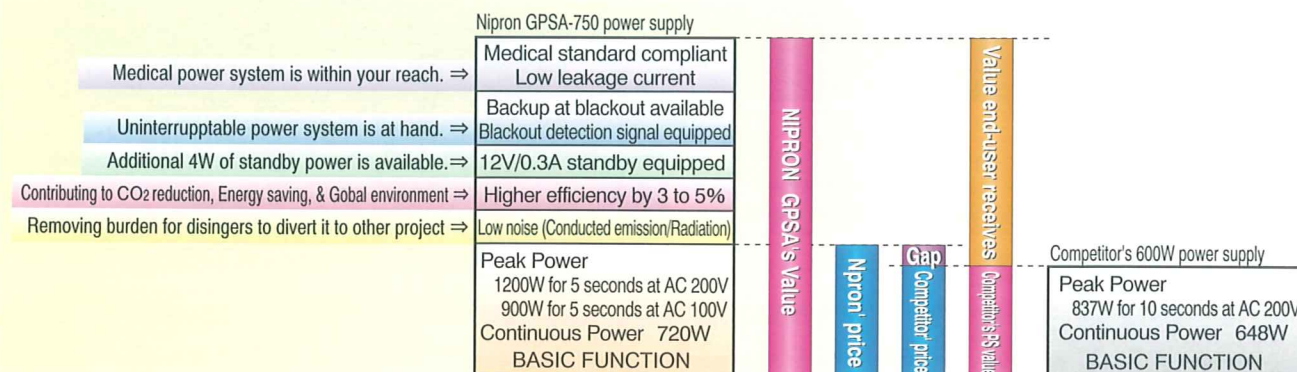 Nipron GPSA-750 power supply
Medical power system is within your reach. ⇒
Medical standard compliant
Low leakage current
Uninterrupptable power system is at hand. ⇒
Backup at blackout available
Blackout detection signal equipped
Additional 4W of standby power is available.⇒
12V/0.3A standby equipped
Contributing to CO2 reduction, Energy saving, & Gobal environment ⇒
Higher efficiency by 3 to 5%
Removing burden for disingers to divert it to other project ⇒
Low noise (Conducted emission/Radiation)
Peak Power
1200W for 5 seconds at AC 200V
900W for 5 seconds at AC 100V
Continuous Power 720W
BASIC FUNCTION
NIPRON GPSA's Value
Npron' price
Gap
Competitor' price
Value end-user receives
Competitor's PS value
Competitor's 600W power supply
Peak Power
837W for 10 seconds at AC 200V
Continuous Power 648W
BASIC FUNCTION